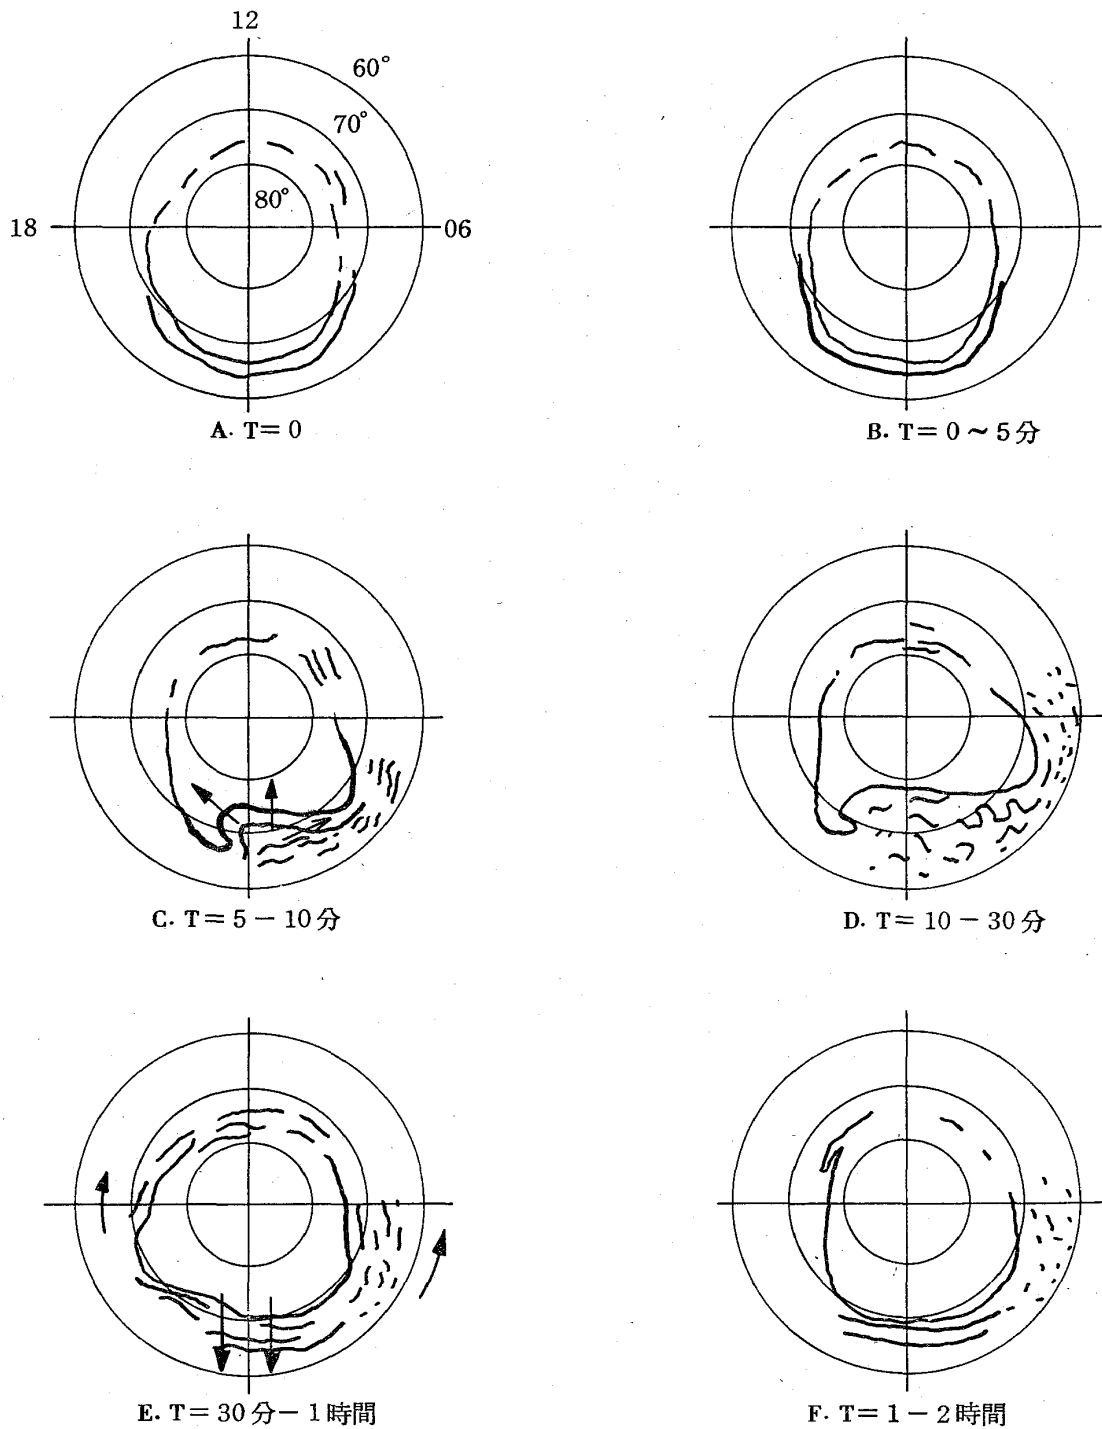 12
60°
70°
80°
18
06
A. T= 0
B. T= 0 ~ 5分
C. T= 5 - 10分
D. T= 10 - 30分
E. T= 30分- 1時間
F. T= 1 - 2時間